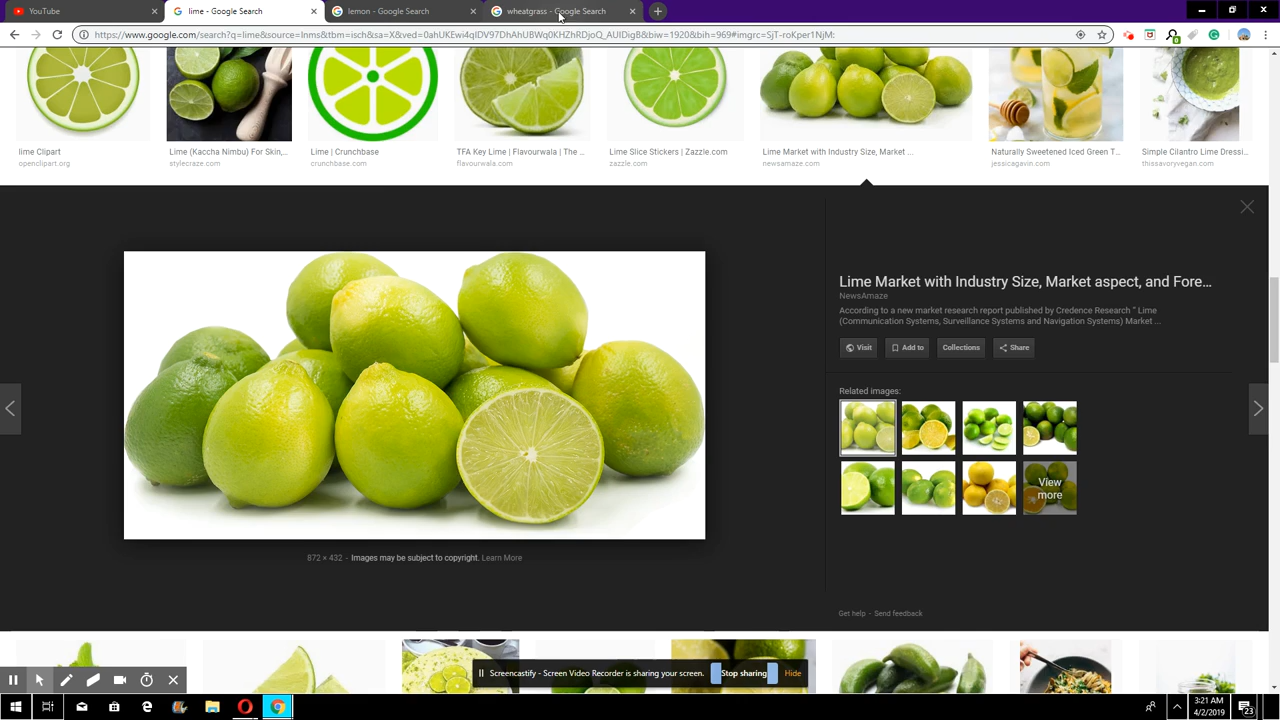 YouTube
lime - Google Search
lemon - Google Search
wheatgrass - Google Search
https://www.google.com/search?q=lime&source=lnms&tbm=isch&sa=X&ved=0ahUKEwi4qIDV97DhAhUBWq0KHZhRDjoQ_AUIDigB&biw=1920&bih=969#imgrc=SjT-roKper1NjM:
0
lime Clipart
openclipart.org
Lime (Kaccha Nimbu) For Skin,...
stylecraze.com
Lime | Crunchbase
crunchbase.com
TFA Key Lime | Flavourwala | The ...
flavourwala.com
Lime Slice Stickers | Zazzle.com
zazzle.com
Lime Market with Industry Size, Market ...
newsamaze.com
Naturally Sweetened Iced Green T...
jessicagavin.com
Simple Cilantro Lime Dressi...
thissavoryvegan.com
Lime Market with Industry Size, Market aspect, and Fore...
NewsAmaze
According to a new market research report published by Credence Research " Lime
(Communication Systems, Surveillance Systems and Navigation Systems) Market ...
Visit
Add to
Collections
Share
Related images:
View
more
872 × 432 - Images may be subject to copyright. Learn More
Get help - Send feedback
Screencastify - Screen Video Recorder is sharing your screen.
Stop sharing
Hide
3:21 AM
4/2/2019
23